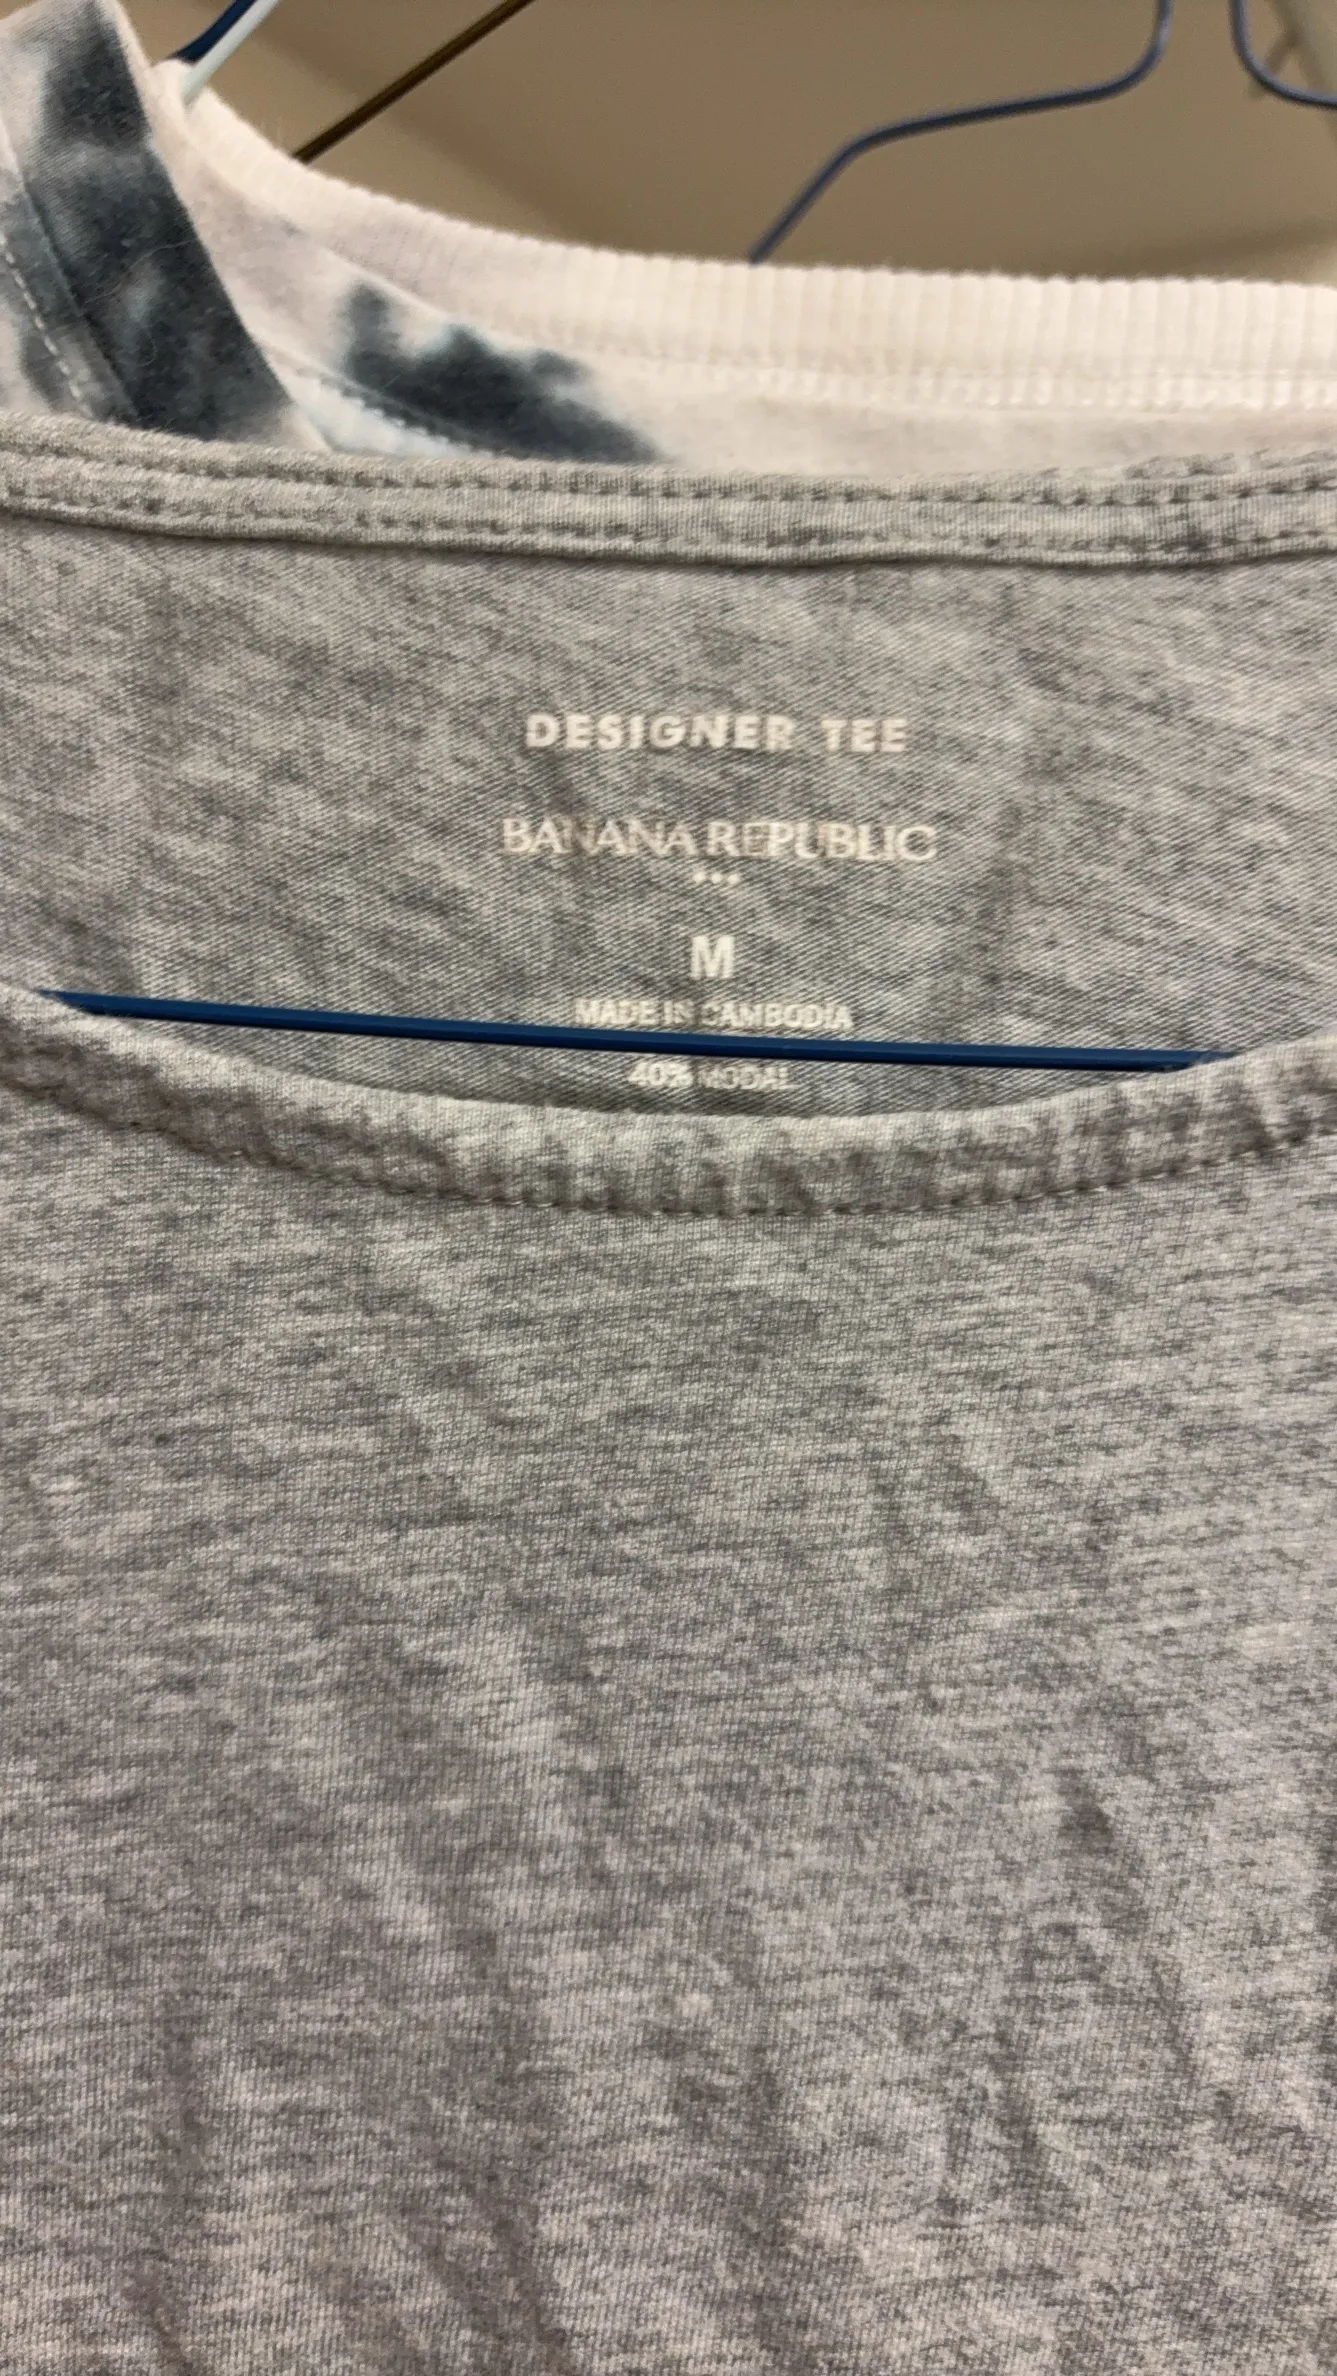 DESIGNER TEE
BANANA REPUBLIC
M
MADE IN CAMBODIA
40% MODAL